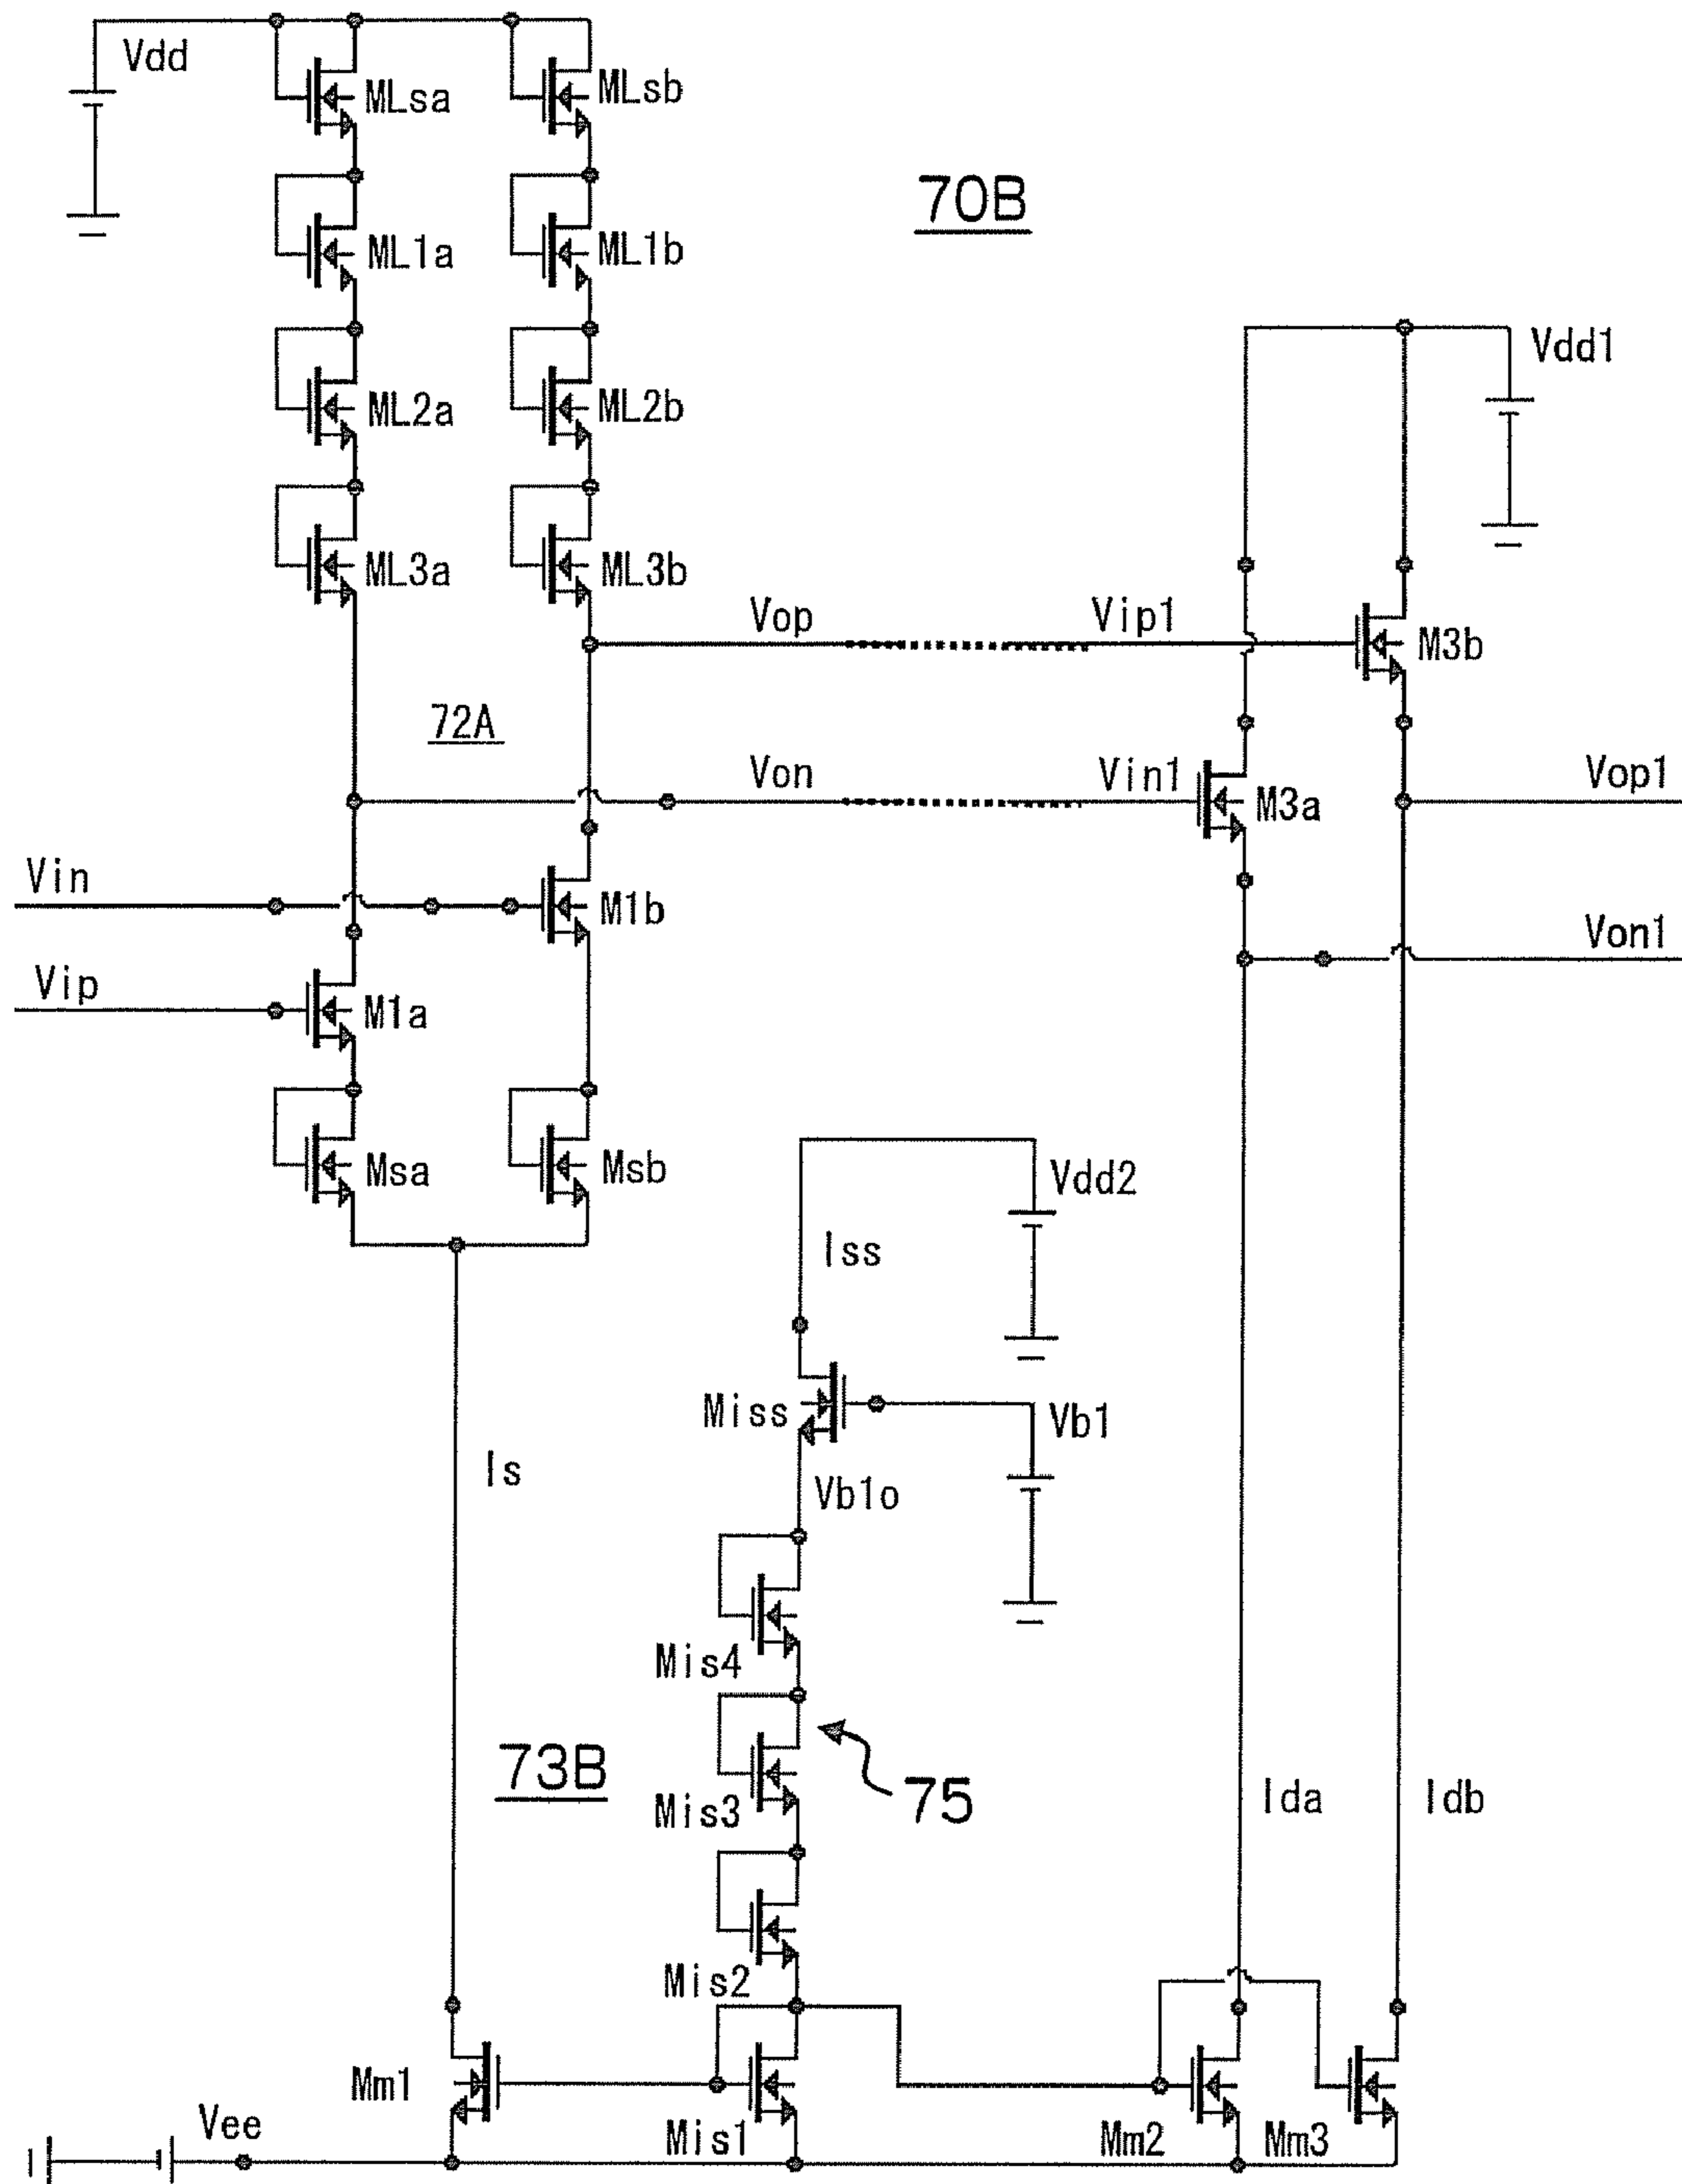 Vdd
MLsa
MLsb
70B
ML1a
ML1b
Vdd1
ML2a
ML2b
ML3a
ML3b
Vop
Vip1
M3b
72A
Von
Vin1
M3a
Vop1
Vin
M1b
Von1
Vip
M1a
Msa
Msb
Vdd2
Iss
Miss
Vb1
Is
Vb1o
Mis4
73B
75
Mis3
Ida
Idb
Mis2
Mm1
Vee
Mis1
Mm2
Mm3